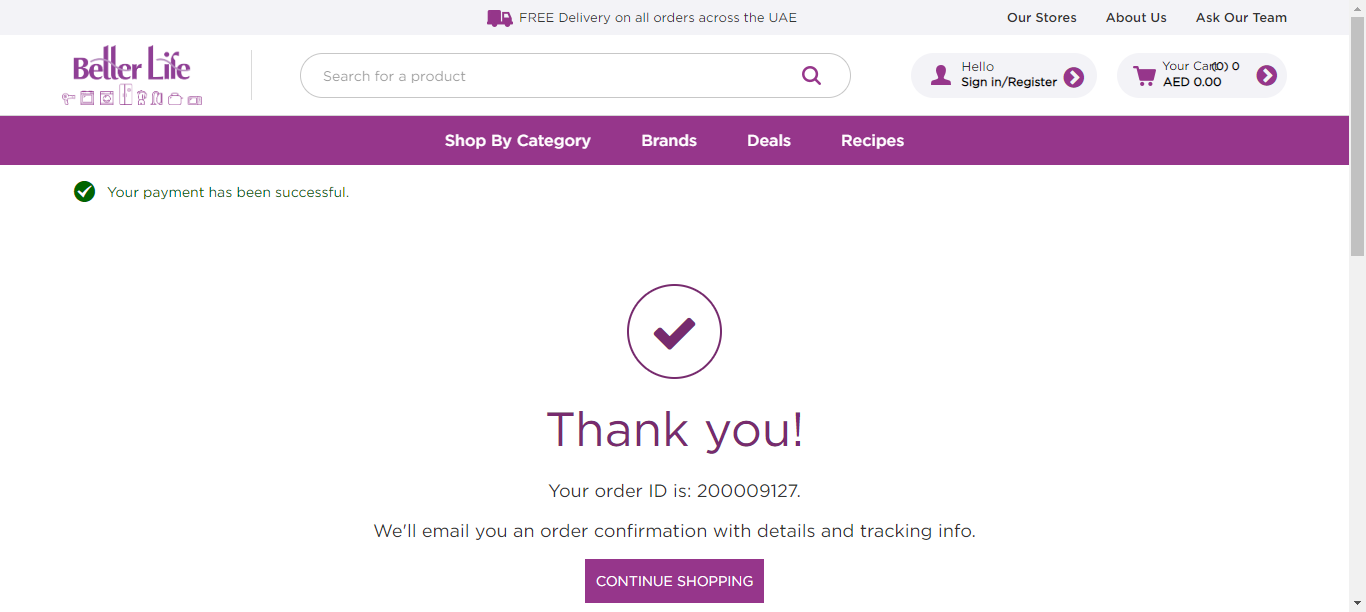 FREE Delivery on all orders across the UAE
Our Stores
About Us
Ask Our Team
Better Life
Search for a product
Hello
Sign in/Register
Your Cart(0) 0
AED 0.00
Shop By Category
Brands
Deals
Recipes
Your payment has been successful.
Thank you!
Your order ID is: 200009127.
We'll email you an order confirmation with details and tracking info.
CONTINUE SHOPPING